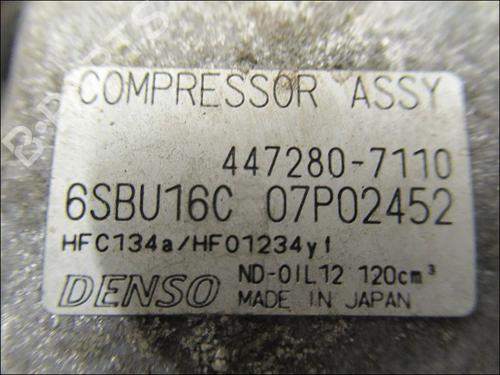 COMPRESSOR ASSY
447280-7110
6SBU16C 07P02452
HFC134a/HFO1234yf
DENSO
ND-OIL12 120cm³
MADE IN JAPAN